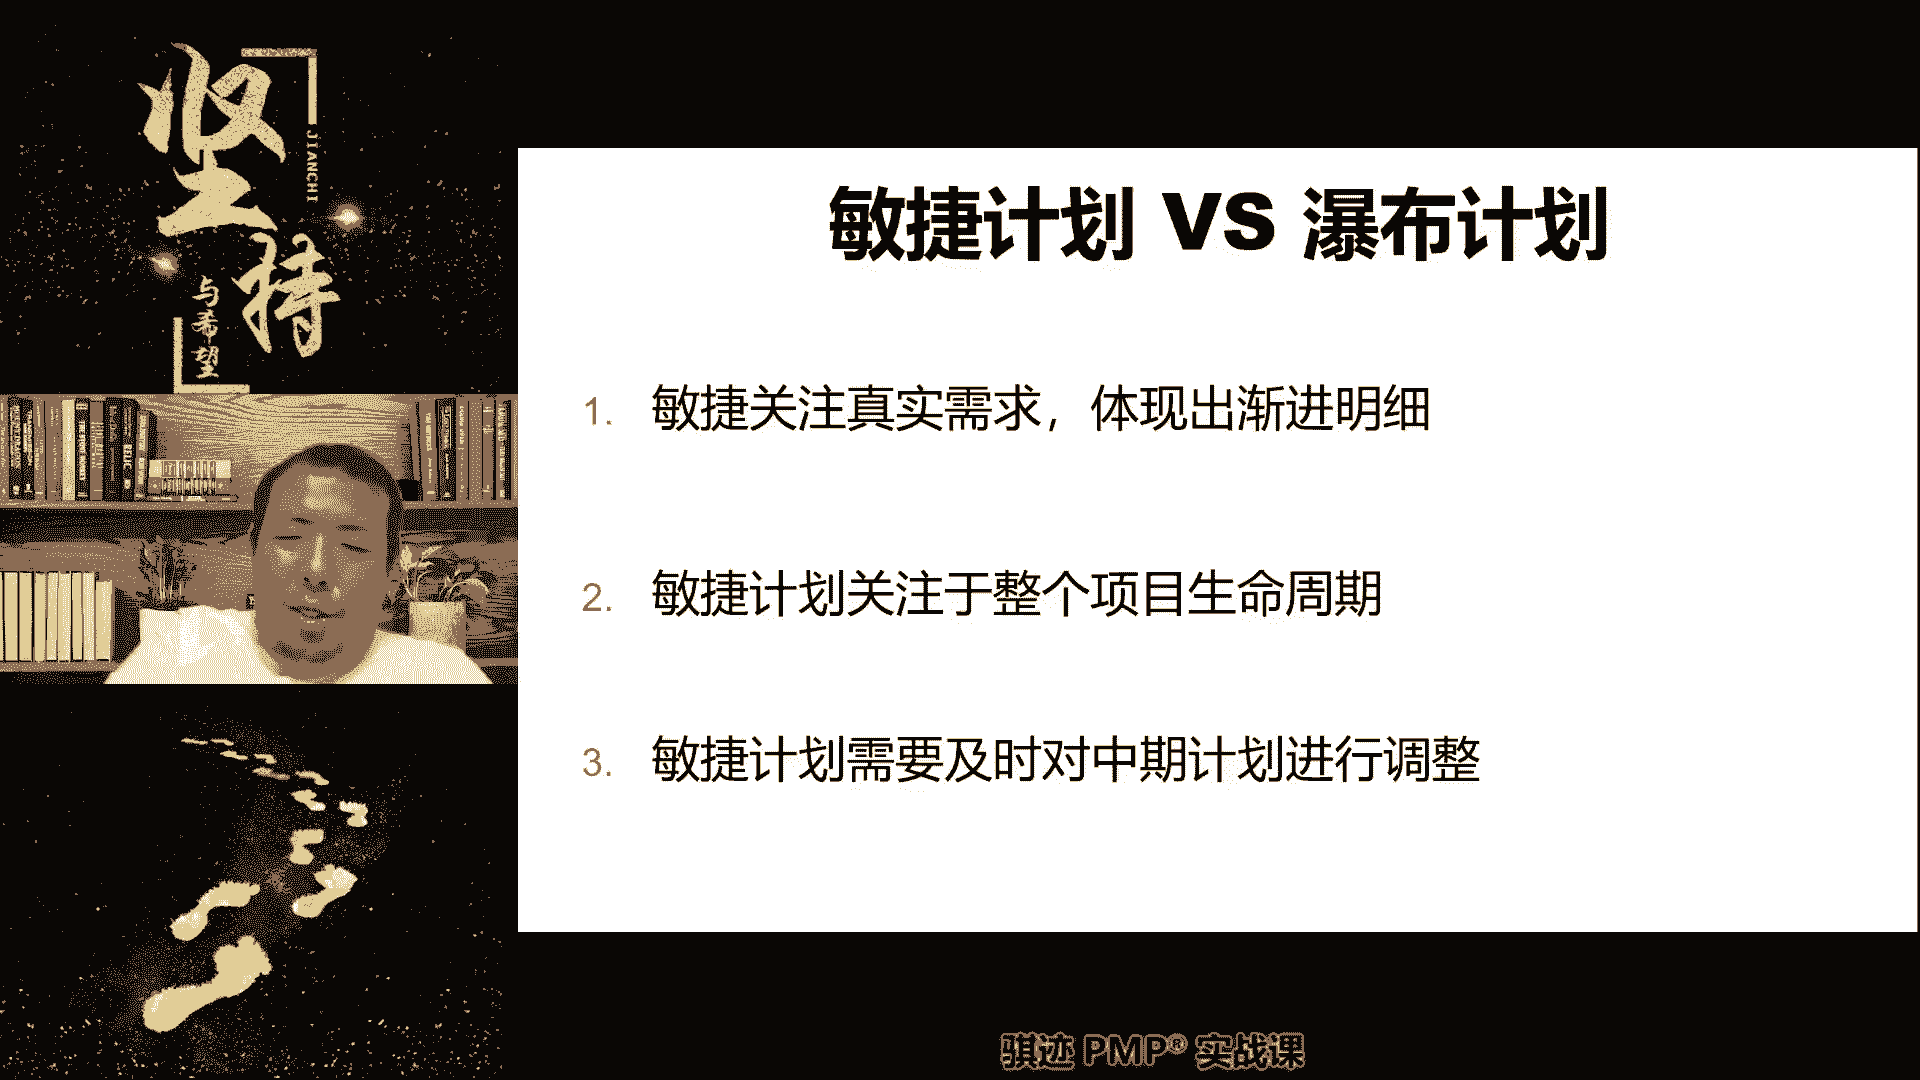 坚持
JIANCHI
与希望
敏捷计划 VS 瀑布计划
1. 敏捷关注真实需求，体现出渐进明细
2. 敏捷计划关注于整个项目生命周期
3. 敏捷计划需要及时对中期计划进行调整
骐迹 PMP® 实战课